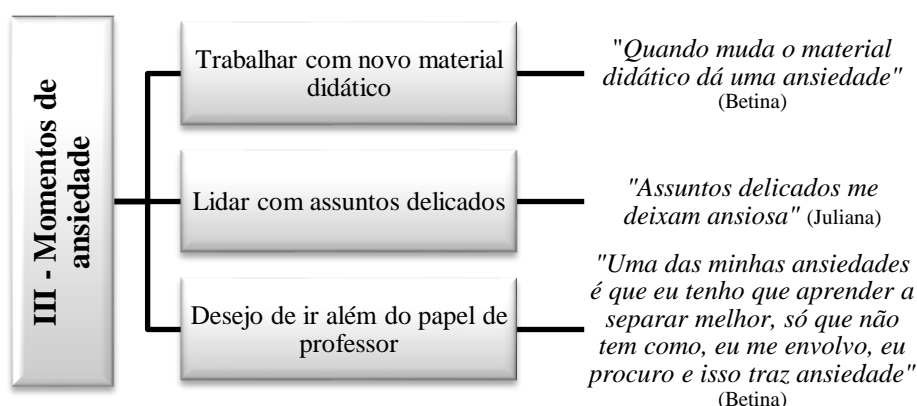 III - Momentos de
ansiedade
Trabalhar com novo material
didático
"Quando muda o material
didático dá uma ansiedade"
(Betina)
Lidar com assuntos delicados
"Assuntos delicados me
deixam ansiosa" (Juliana)
Desejo de ir além do papel de
professor
"Uma das minhas ansiedades
é que eu tenho que aprender a
separar melhor, só que não
tem como, eu me envolvo, eu
procuro e isso traz ansiedade"
(Betina)